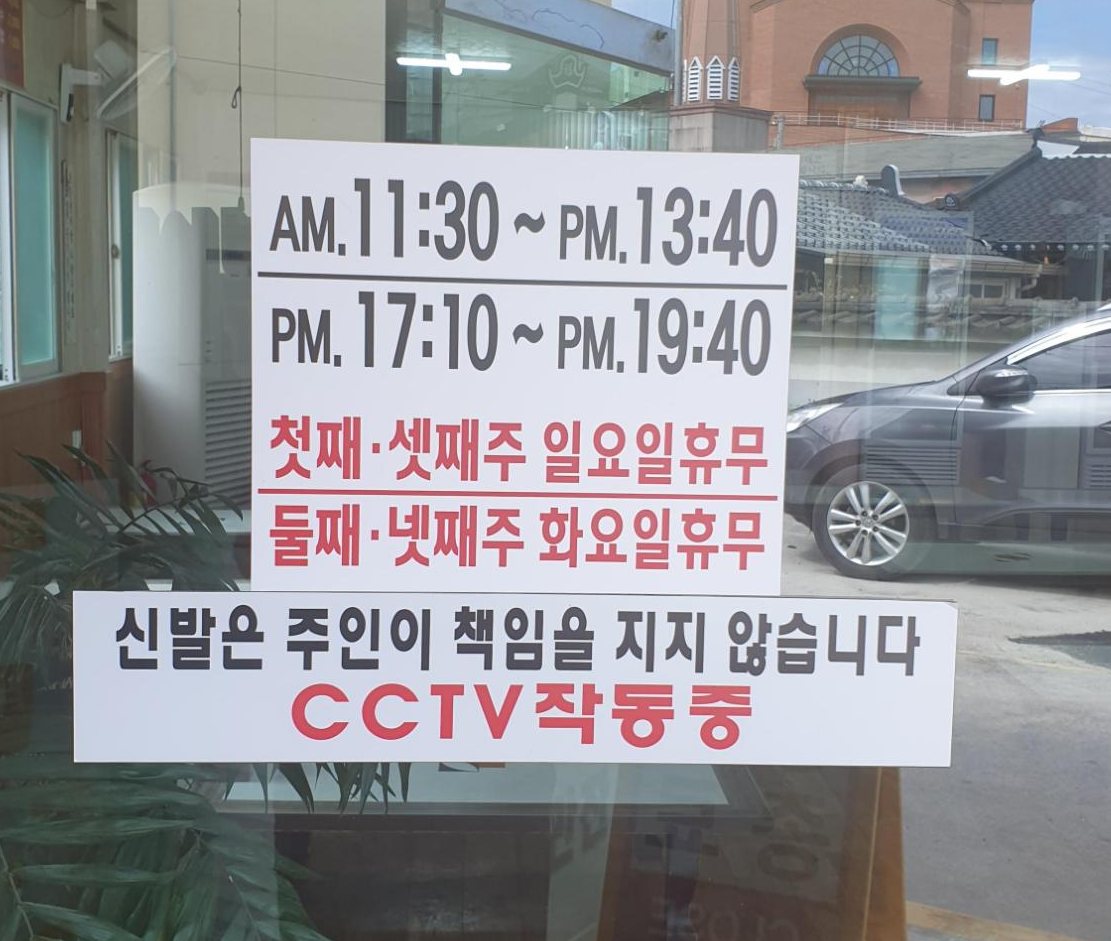 AM.11:30 ~ PM.13:40
PM.17:10 ~ PM.19:40
첫째·셋째주 일요일휴무
둘째·넷째주 화요일휴무
신발은 주인이 책임을 지지 않습니다
CCTV작동중